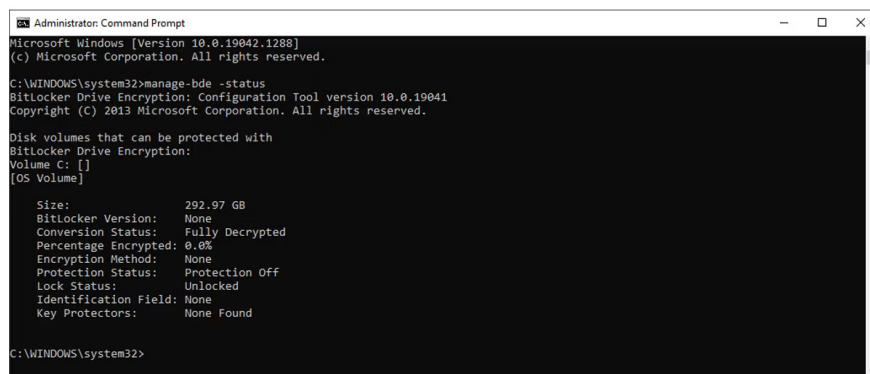 Administrator: Command Prompt
Microsoft Windows [Version 10.0.19042.1288]
(c) Microsoft Corporation. All rights reserved.
C:\WINDOWS\system32>manage-bde -status
BitLocker Drive Encryption: Configuration Tool version 10.0.19041
Copyright (C) 2013 Microsoft Corporation. All rights reserved.
Disk volumes that can be protected with
BitLocker Drive Encryption:
Volume C: []
[OS Volume]
Size: 292.97 GB
BitLocker Version: None
Conversion Status: Fully Decrypted
Percentage Encrypted: 0.0%
Encryption Method: None
Protection Status: Protection Off
Lock Status: Unlocked
Identification Field: None
Key Protectors: None Found
C:\WINDOWS\system32>